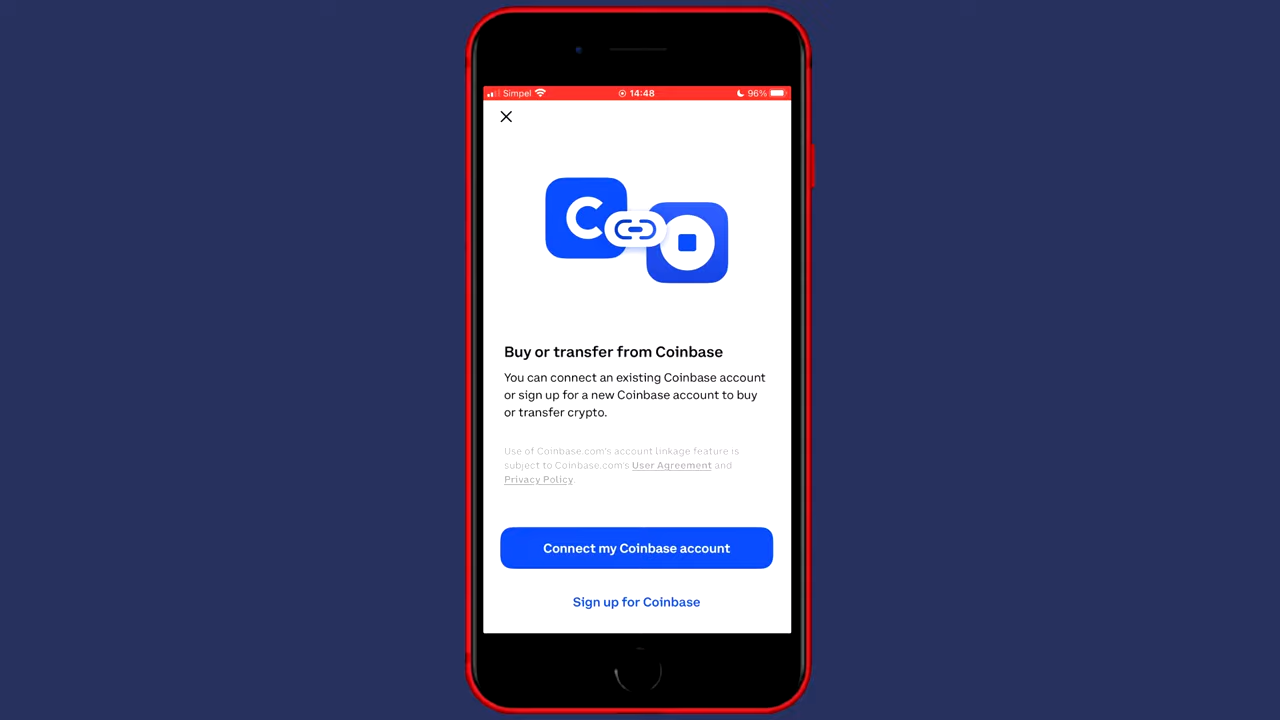 Simpel 14:48 96%
C
Buy or transfer from Coinbase
You can connect an existing Coinbase account
or sign up for a new Coinbase account to buy
or transfer crypto.
Use of Coinbase.com's account linkage feature is
subject to Coinbase.com's User Agreement and
Privacy Policy.
Connect my Coinbase account
Sign up for Coinbase